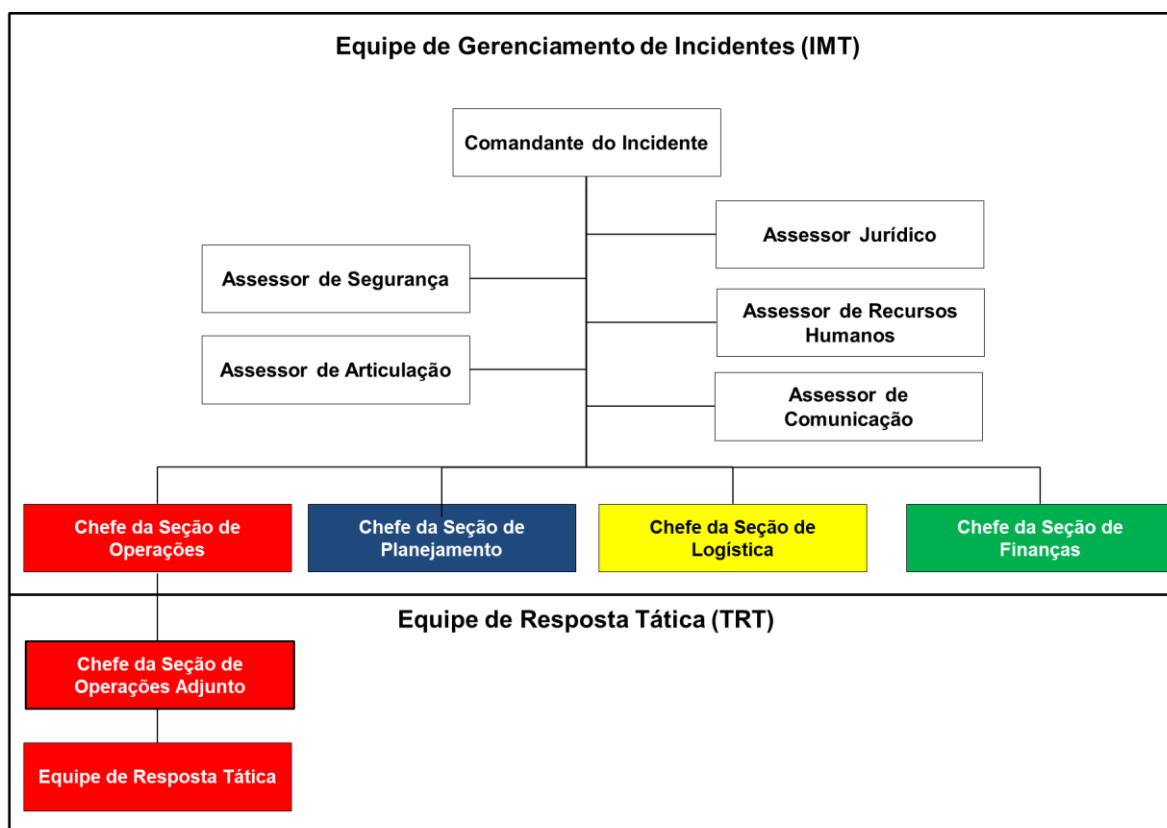 Equipe de Gerenciamento de Incidentes (IMT)
Comandante do Incidente
Assessor Jurídico
Assessor de Segurança
Assessor de Recursos
Humanos
Assessor de Articulação
Assessor de
Comunicação
Chefe da Seção de
Operações
Chefe da Seção de
Planejamento
Chefe da Seção de
Logística
Chefe da Seção de
Finanças
Equipe de Resposta Tática (TRT)
Chefe da Seção de
Operações Adjunto
Equipe de Resposta Tática